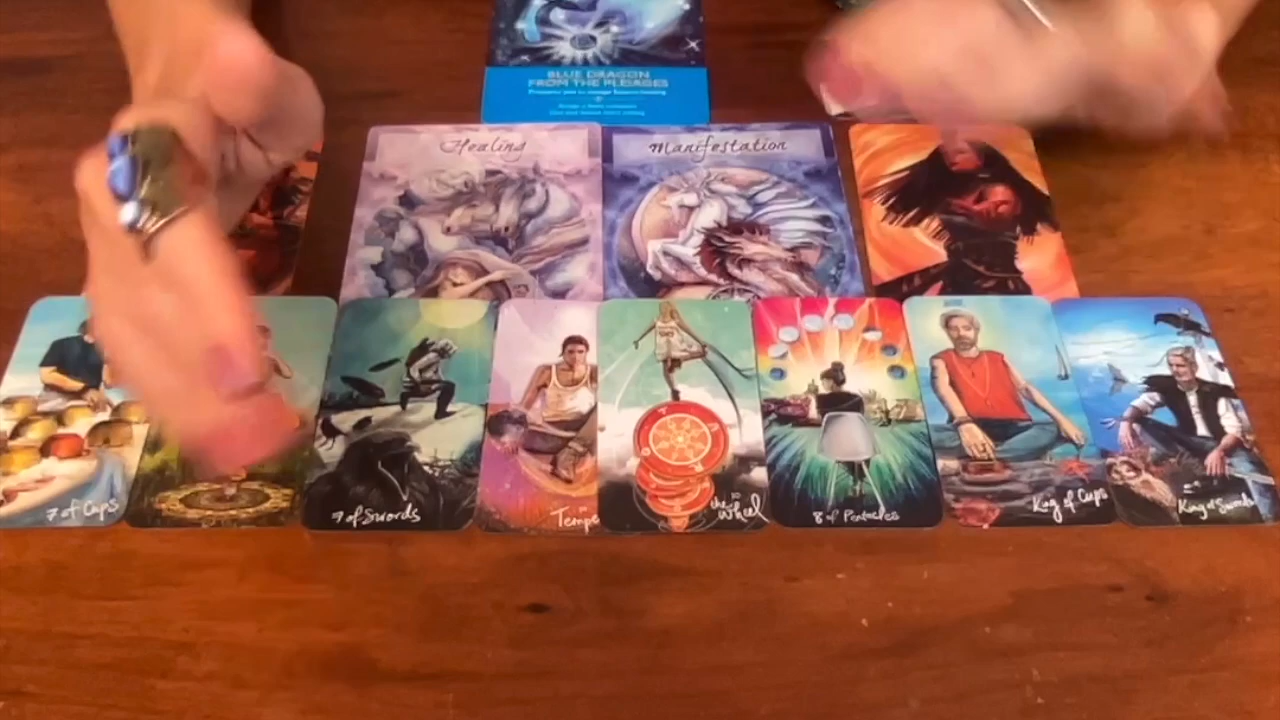 BLUE DRAGON
FROM THE PLEIADES
Healing
Manifestation
7 of Cups
7 of Swords
Tempe
10
the Wheel
8 of Pentacles
King of Cups
King of Swords